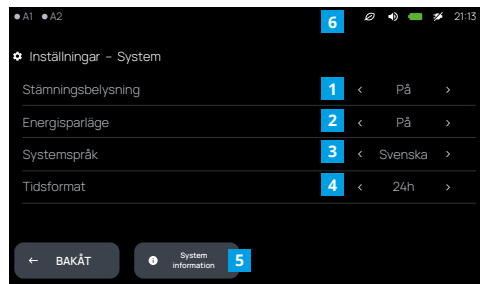 A1 A2 6 21:13
Inställningar – System
Stämningsbelysning 1 < På >
Energisparläge 2 < På >
Systemspråk 3 < Svenska >
Tidsformat 4 < 24h >
← BAKÅT
System
information 5